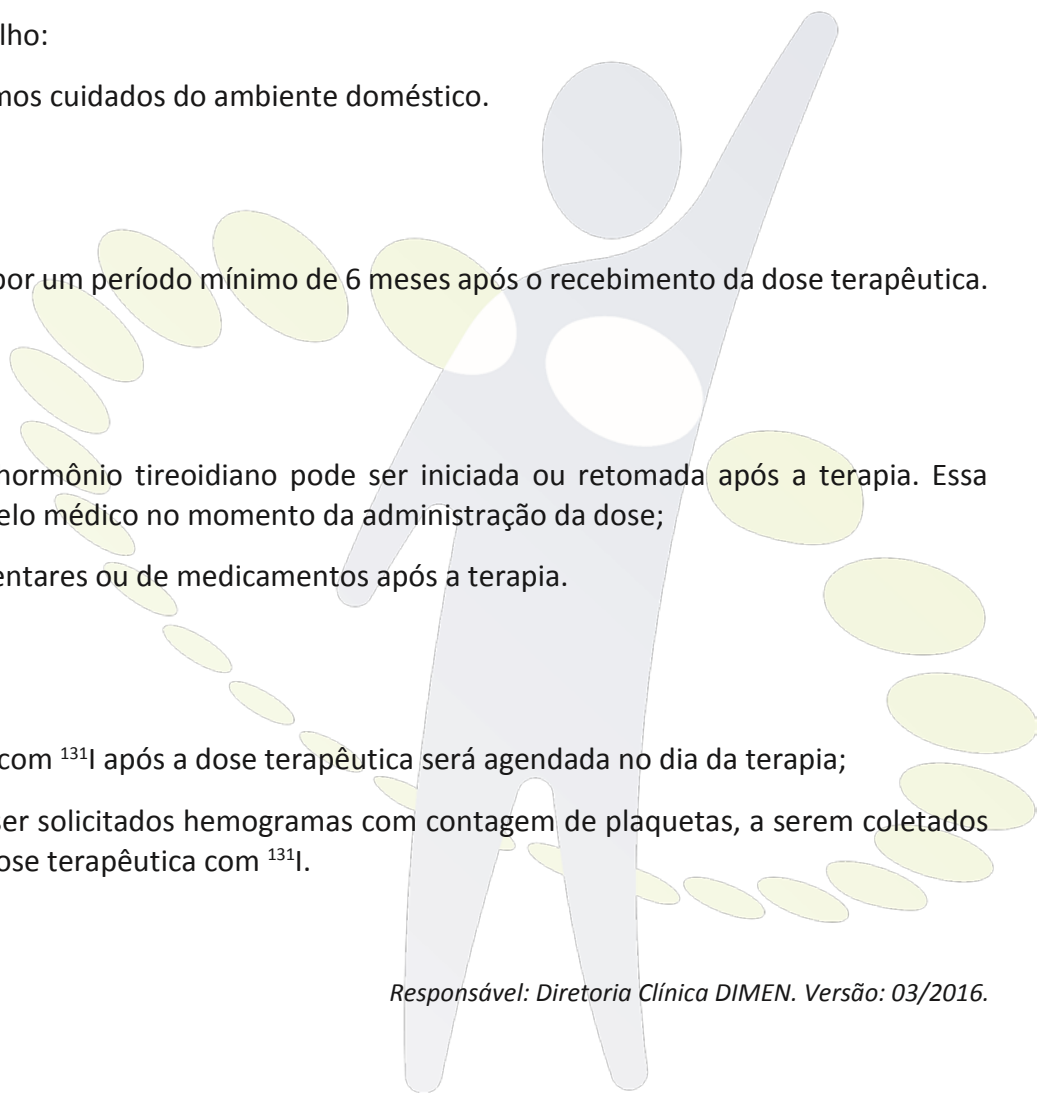 lho:
mos cuidados do ambiente doméstico.
por um período mínimo de 6 meses após o recebimento da dose terapêutica.
hormônio tireoidiano pode ser iniciada ou retomada após a terapia. Essa
elo médico no momento da administração da dose;
entares ou de medicamentos após a terapia.
com ¹³¹I após a dose terapêutica será agendada no dia da terapia;
ser solicitados hemogramas com contagem de plaquetas, a serem coletados
ose terapêutica com ¹³¹I.
Responsável: Diretoria Clínica DIMEN. Versão: 03/2016.